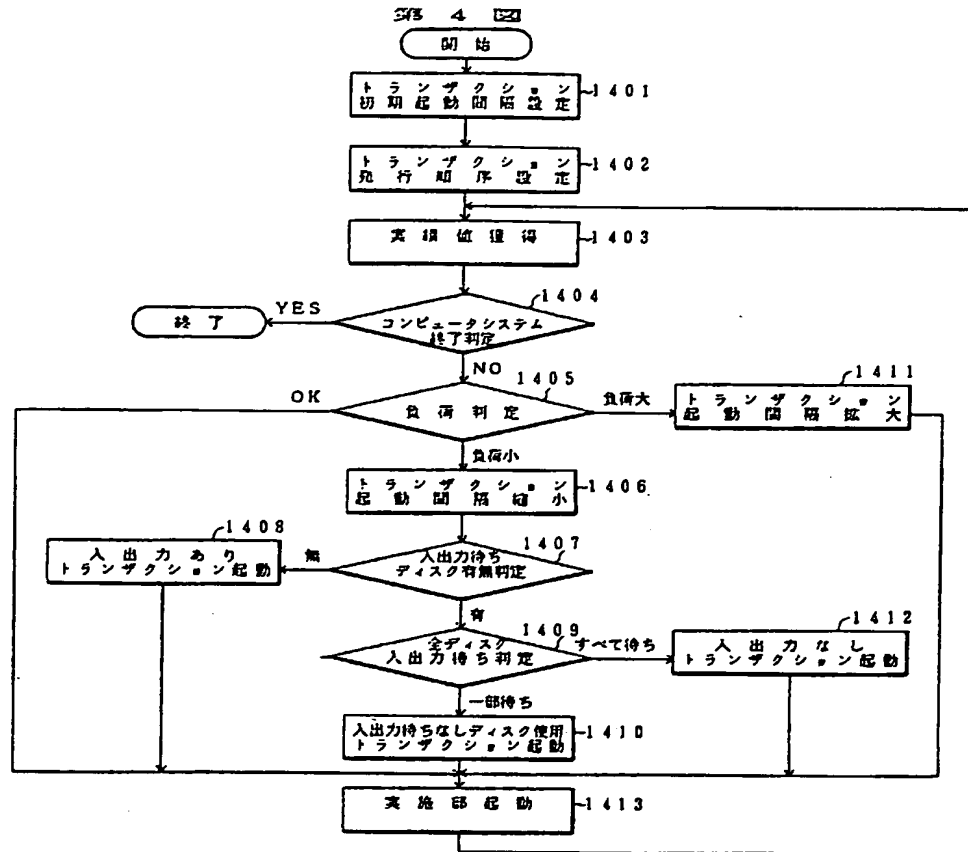 第 4 図
開始
トランザクション
初期起動間隔設定
1401
トランザクション
発行順序設定
1402
実績値獲得
1403
1404
YES
終了
コンピュータシステム
終了判定
NO
1405
OK
負荷判定
負荷大
1411
トランザクション
起動間隔拡大
負荷小
トランザクション
起動間隔縮小
1406
1408
入出力あり
トランザクション起動
無
1407
入出力待ち
ディスク有無判定
有
1409
全ディスク
入出力待ち判定
すべて待ち
1412
入出力なし
トランザクション起動
一部待ち
入出力待ちなしディスク使用
トランザクション起動
1410
実施部起動
1413